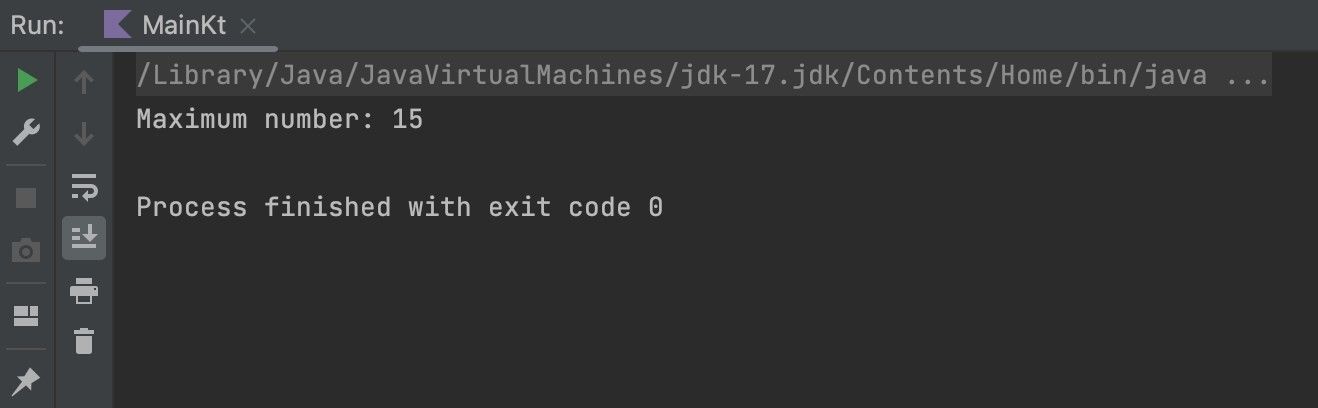 Run: MainKt
/Library/Java/JavaVirtualMachines/jdk-17.jdk/Contents/Home/bin/java ...
Maximum number: 15
Process finished with exit code 0